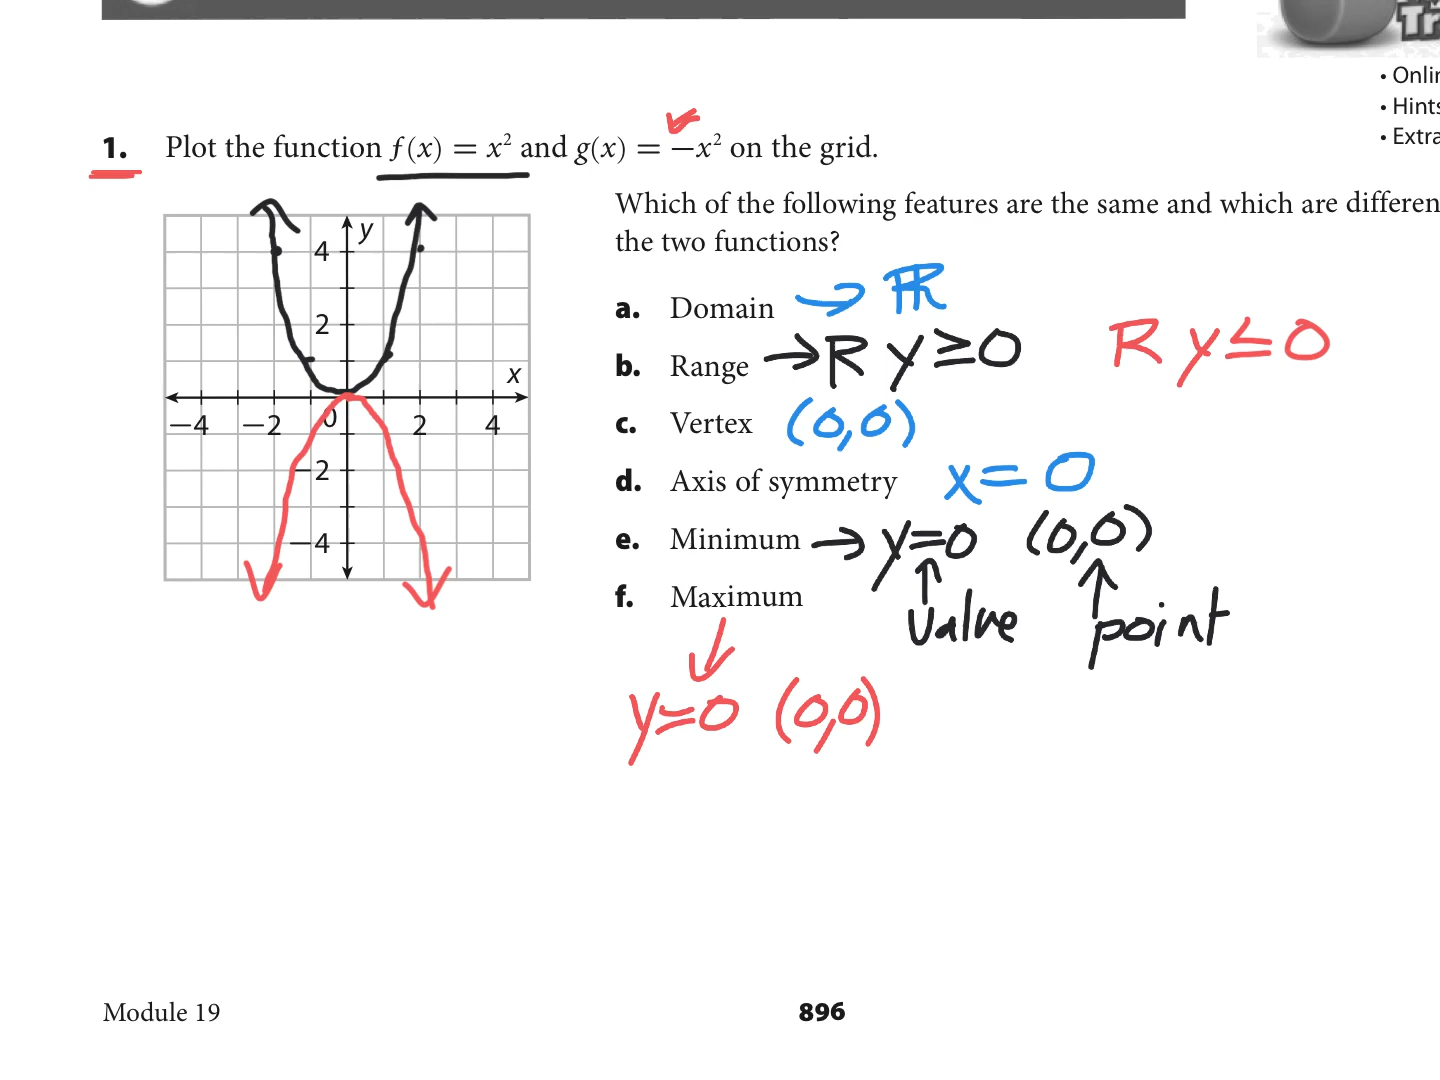 Tr
• Onlin
• Hints
• Extra
1. Plot the function f(x) = x² and g(x) = −x² on the grid.
Which of the following features are the same and which are differen
the two functions?
y
4
2
x
−4 −2 0 2 4
−2
−4
a. Domain → ℝ
b. Range → R y ≥ 0 R y ≤ 0
c. Vertex (0,0)
d. Axis of symmetry x = 0
e. Minimum → y=0 (0,0)
f. Maximum
value point
y=0 (0,0)
Module 19 896